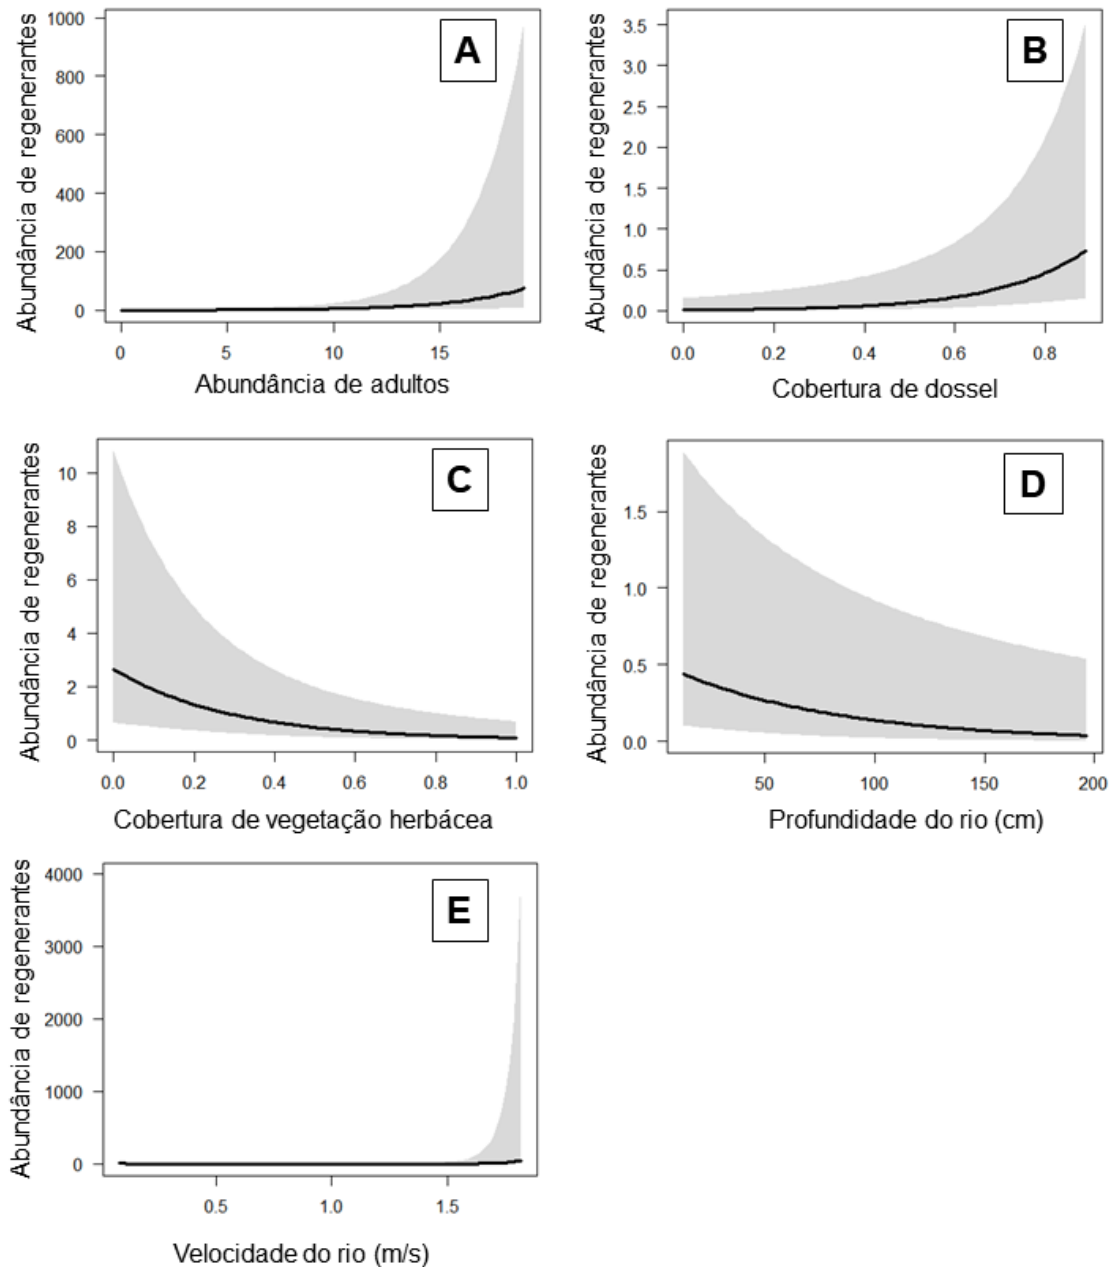 A
Abundância de regenerantes
1000
800
600
400
200
0
0 5 10 15
Abundância de adultos
B
Abundância de regenerantes
3.5
3.0
2.5
2.0
1.5
1.0
0.5
0.0
0.0 0.2 0.4 0.6 0.8
Cobertura de dossel
C
Abundância de regenerantes
10
8
6
4
2
0
0.0 0.2 0.4 0.6 0.8 1.0
Cobertura de vegetação herbácea
D
Abundância de regenerantes
1.5
1.0
0.5
0.0
50 100 150 200
Profundidade do rio (cm)
E
Abundância de regenerantes
4000
3000
2000
1000
0
0.5 1.0 1.5
Velocidade do rio (m/s)